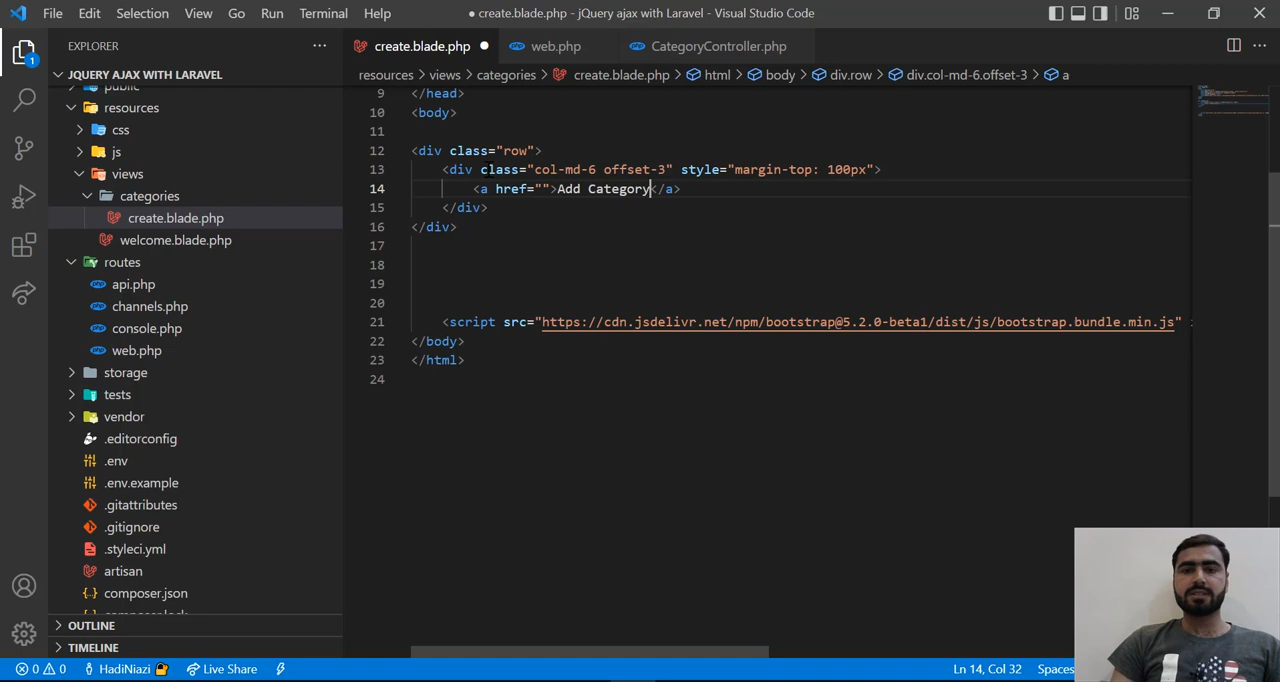 File Edit Selection View Go Run Terminal Help
● create.blade.php - jQuery ajax with Laravel - Visual Studio Code
EXPLORER
create.blade.php
web.php
CategoryController.php
JQUERY AJAX WITH LARAVEL
resources > views > categories > create.blade.php > html > body > div.row > div.col-md-6.offset-3 > a
public
resources
css
js
views
categories
create.blade.php
welcome.blade.php
routes
api.php
channels.php
console.php
web.php
storage
tests
vendor
.editorconfig
.env
.env.example
.gitattributes
.gitignore
.styleci.yml
artisan
composer.json
composer.lock
OUTLINE
TIMELINE
9 </head>
10 <body>
11
12 <div class="row">
13 <div class="col-md-6 offset-3" style="margin-top: 100px">
14 <a href="">Add Category</a>
15 </div>
16 </div>
17
18
19
20
21 <script src="https://cdn.jsdelivr.net/npm/bootstrap@5.2.0-beta1/dist/js/bootstrap.bundle.min.js"
22 </body>
23 </html>
24
1
0 0 HadiNiazi Live Share Ln 14, Col 32 Spaces